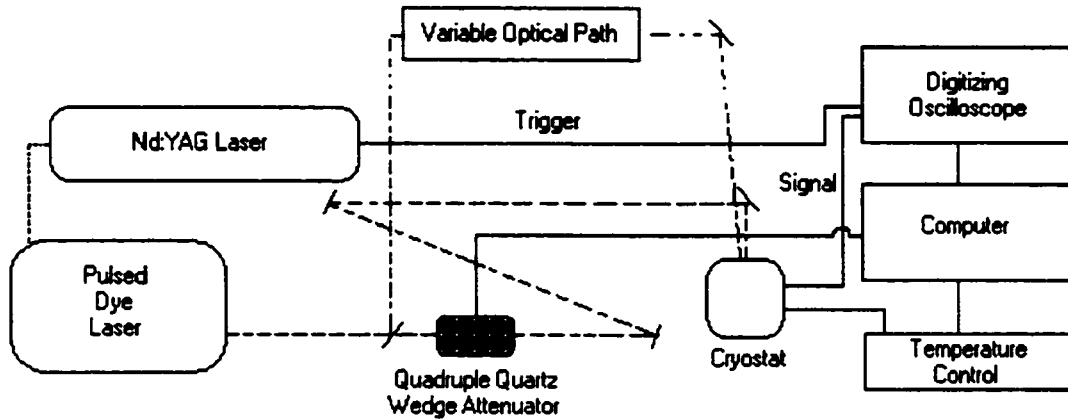 Variable Optical Path
Digitizing
Oscilloscope
Nd:YAG Laser
Trigger
Signal
Computer
Pulsed
Dye
Laser
Cryostat
Temperature
Control
Quadruple Quartz
Wedge Attenuator